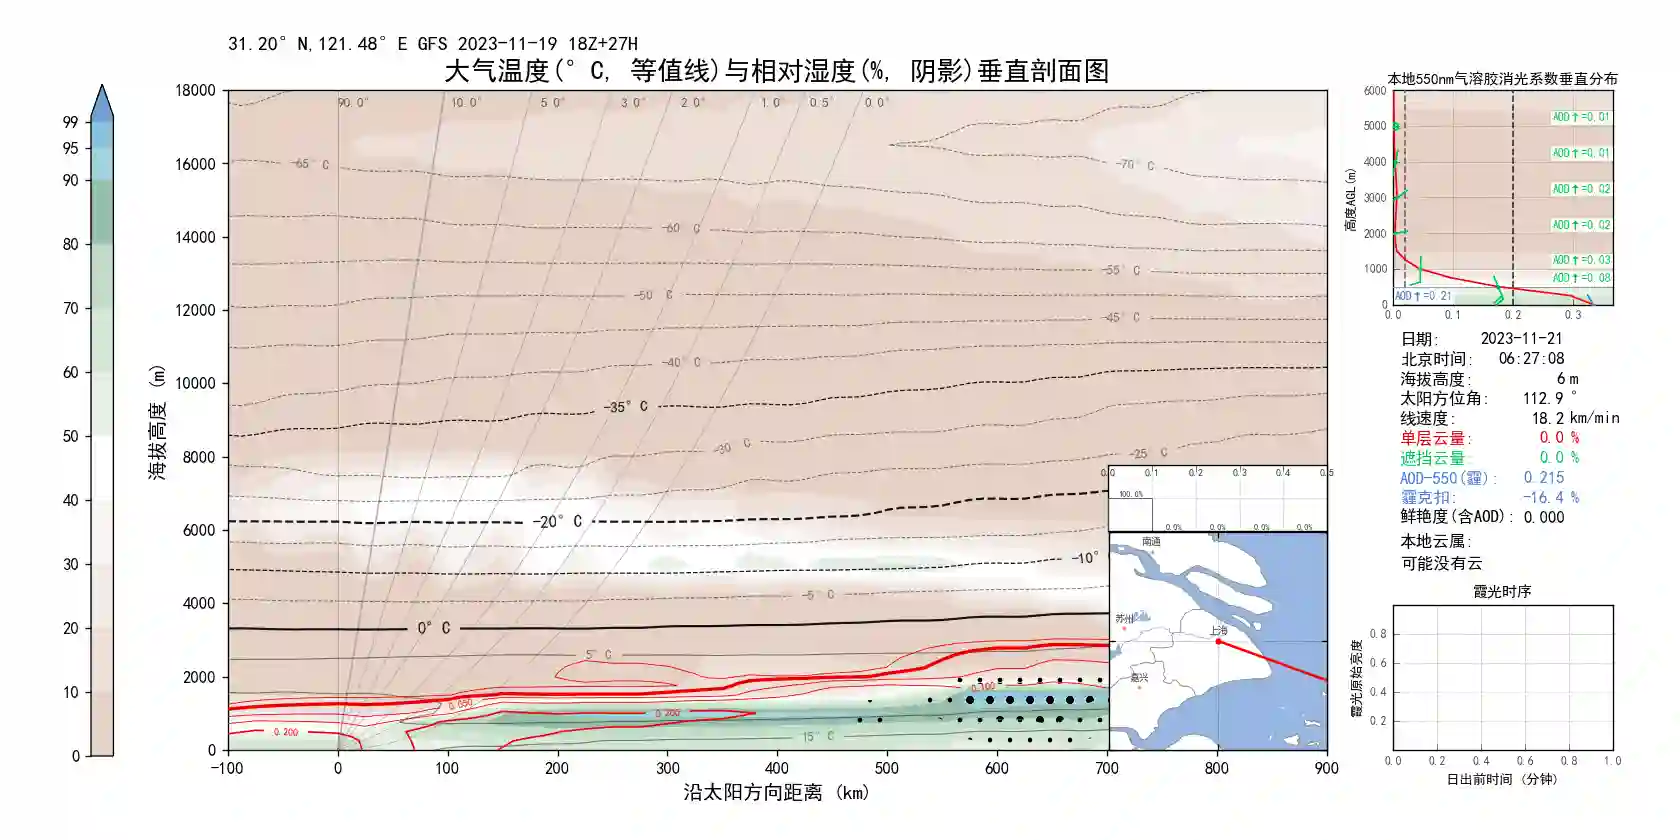 31.20°N,121.48°E GFS 2023-11-19 18Z+27H
大气温度(°C, 等值线)与相对湿度(%, 阴影)垂直剖面图
99
95
90
80
70
60
50
40
30
20
10
0
海拔高度 (m)
18000
16000
14000
12000
10000
8000
6000
4000
2000
0
90.0° 10.0° 5.0° 3.0° 2.0° 1.0° 0.5° 0.0°
-65°C
-70°C
-60°C
-55°C
-50°C
-45°C
-40°C
-35°C
-30°C
-25°C
-20°C
-10°
-5°C
0°C
5°C
15°C
0.050
0.100
0.200
0.200
-100 0 100 200 300 400 500 600 700 800 900
沿太阳方向距离 (km)
0.0 0.1 0.2 0.3 0.4 0.5
100.0%
0.0% 0.0% 0.0% 0.0%
南通
苏州
上海
嘉兴
本地550nm气溶胶消光系数垂直分布
高度AGL(m)
6000
5000
4000
3000
2000
1000
0
AOD↑=0.01
AOD↑=0.01
AOD↑=0.02
AOD↑=0.02
AOD↑=0.03
AOD↑=0.08
AOD↑=0.21
0.0 0.1 0.2 0.3
日期: 2023-11-21
北京时间: 06:27:08
海拔高度: 6 m
太阳方位角: 112.9 °
线速度: 18.2 km/min
单层云量: 0.0 %
遮挡云量: 0.0 %
AOD-550(霾): 0.215
霾克扣: -16.4 %
鲜艳度(含AOD): 0.000
本地云属:
可能没有云
霞光时序
霞光原始亮度
0.8
0.6
0.4
0.2
0.0 0.2 0.4 0.6 0.8 1.0
日出前时间 (分钟)